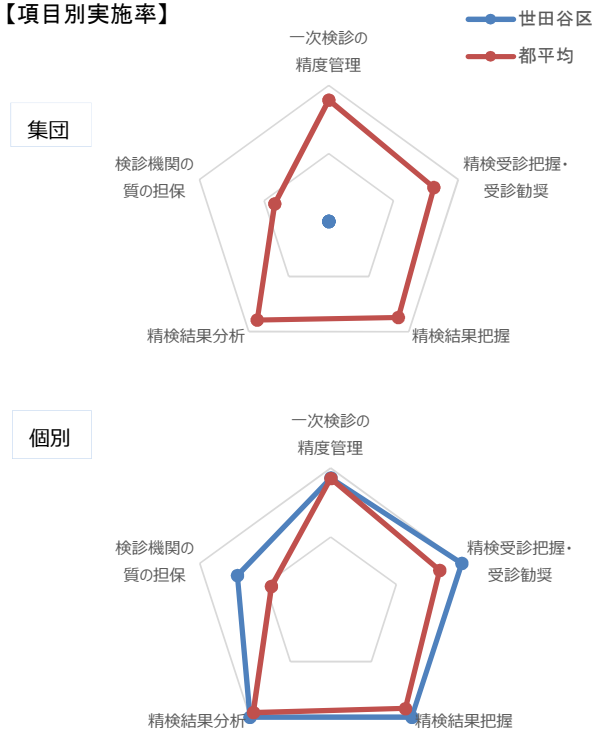 【項目別実施率】
世田谷区
都平均
集団
一次検診の
精度管理
精検受診把握・
受診勧奨
精検結果把握
精検結果分析
検診機関の
質の担保
個別
一次検診の
精度管理
精検受診把握・
受診勧奨
精検結果把握
精検結果分析
検診機関の
質の担保